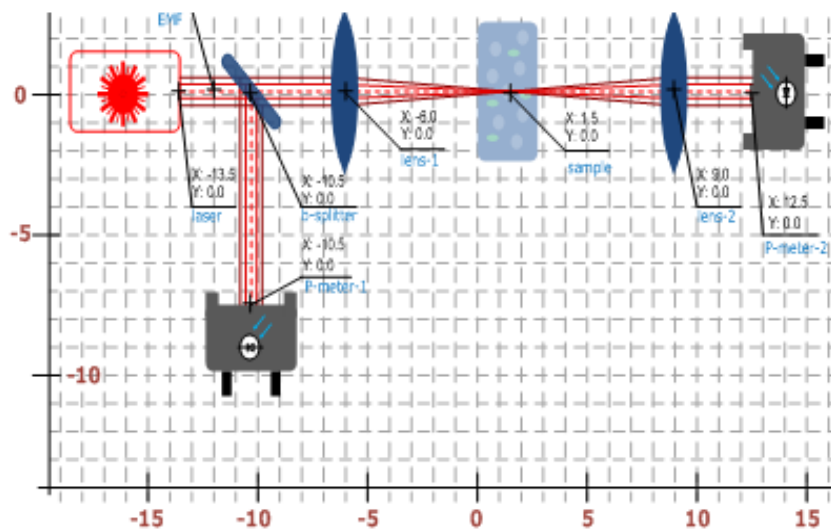 EMF
0
X: -6.0
Y: 0.0
lens-1
X: 1.5
Y: 0.0
sample
X: -13.5
Y: 0.0
laser
X: -10.5
Y: 0.0
b-splitter
X: 9.0
Y: 0.0
lens-2
X: 12.5
Y: 0.0
P-meter-2
-5
X: -10.5
Y: 0.0
P-meter-1
-10
-15 -10 -5 0 5 10 15